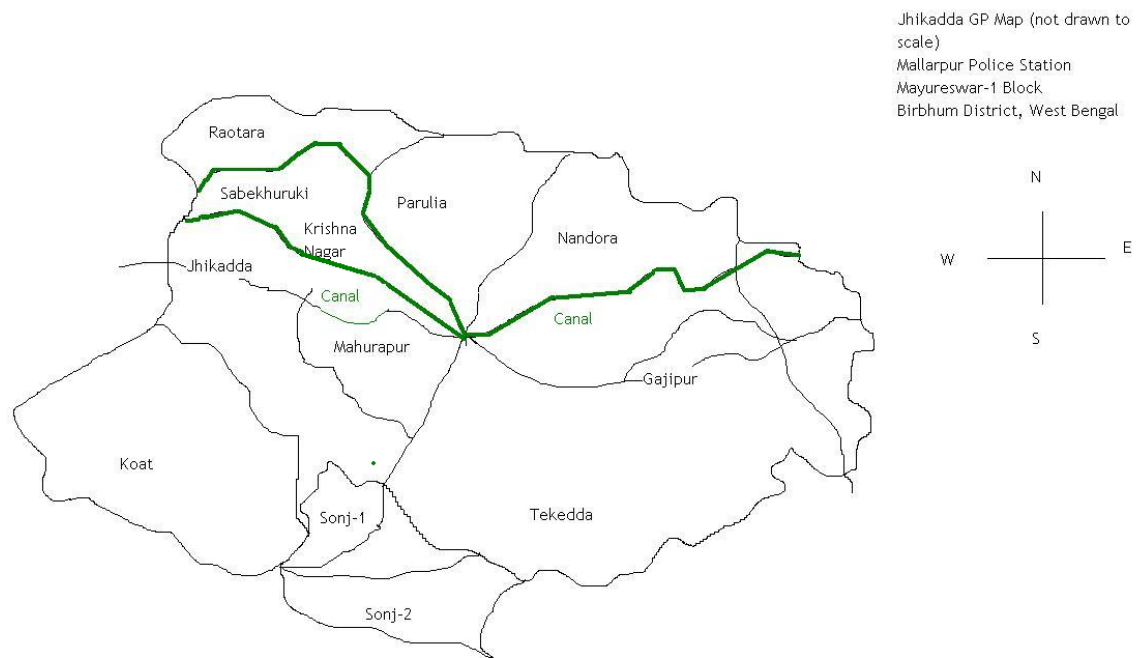 Jhikadda GP Map (not drawn to
scale)
Mallarpur Police Station
Mayureswar-1 Block
Birbhum District, West Bengal
N
W
E
S
Raotara
Sabekhuruki
Parulia
Krishna
Nagar
Nandora
Jhikadda
Canal
Canal
Mahurapur
Gajipur
Koat
Sonj-1
Tekedda
Sonj-2